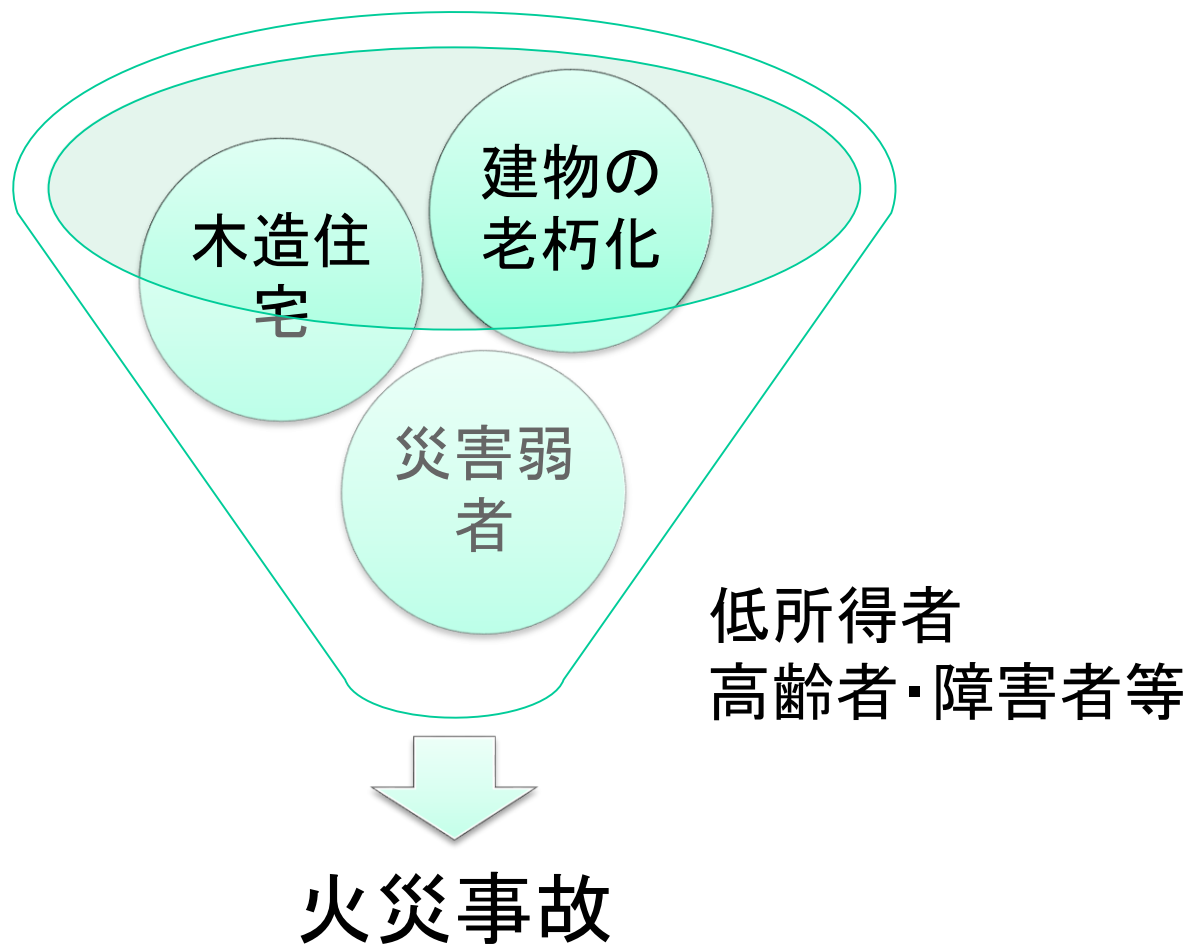 建物の
老朽化
木造住
宅
災害弱
者
低所得者
高齢者・障害者等
火災事故